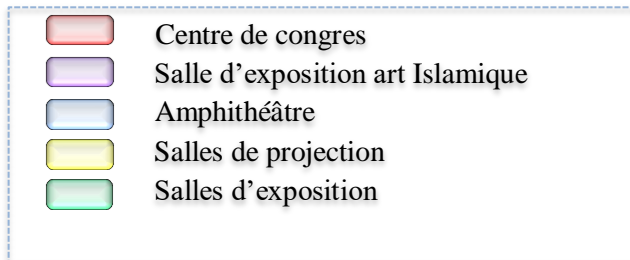 Centre de congres
Salle d’exposition art Islamique
Amphithéâtre
Salles de projection
Salles d’exposition